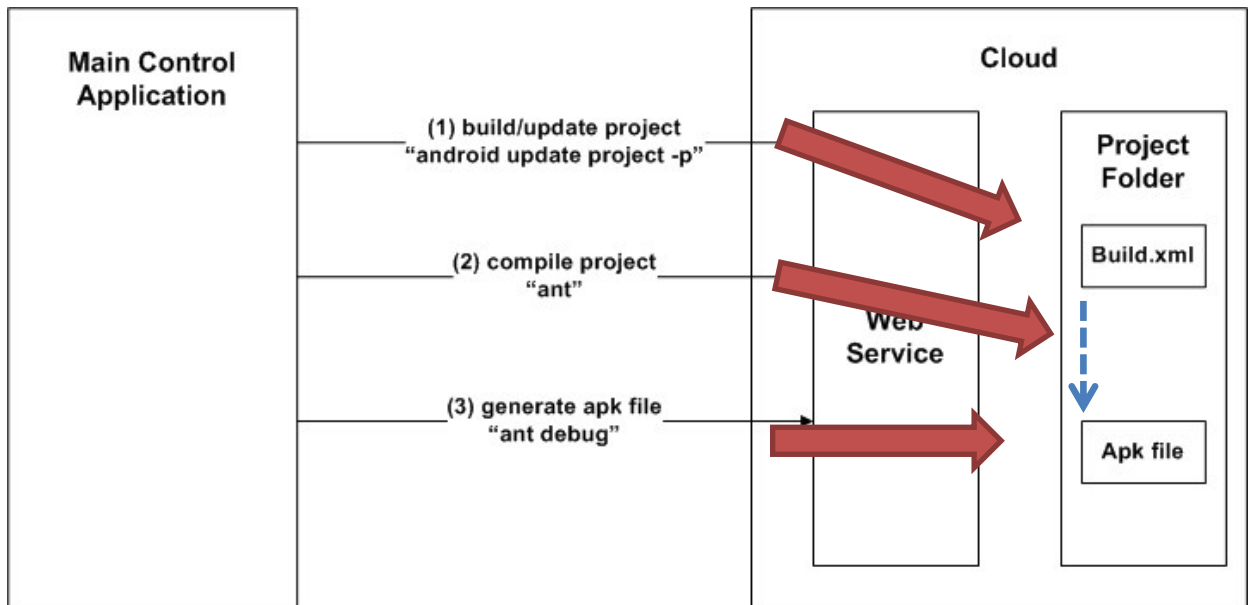 Main Control
Application
(1) build/update project
“android update project -p”
(2) compile project
“ant”
(3) generate apk file
“ant debug”
Cloud
Web
Service
Project
Folder
Build.xml
Apk file